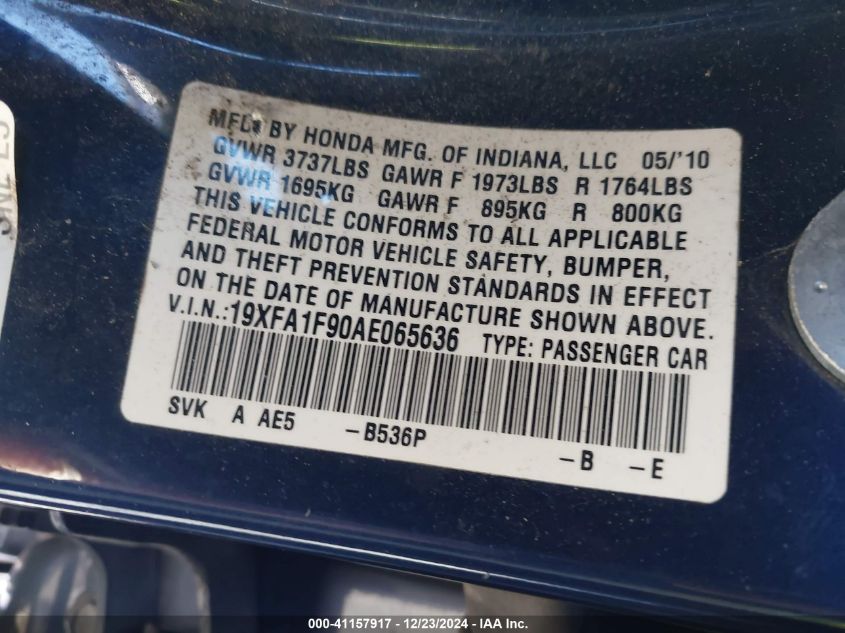 MFD BY HONDA MFG. OF INDIANA, LLC 05/'10
GVWR 3737LBS GAWR F 1973LBS R 1764LBS
GVWR 1695KG GAWR F 895KG R 800KG
THIS VEHICLE CONFORMS TO ALL APPLICABLE
FEDERAL MOTOR VEHICLE SAFETY, BUMPER,
AND THEFT PREVENTION STANDARDS IN EFFECT
ON THE DATE OF MANUFACTURE SHOWN ABOVE.
V.I.N.:19XFA1F90AE065636 TYPE: PASSENGER CAR
SVK A AE5 -B536P -B -E
000-41157917 - 12/23/2024 - IAAI Inc.